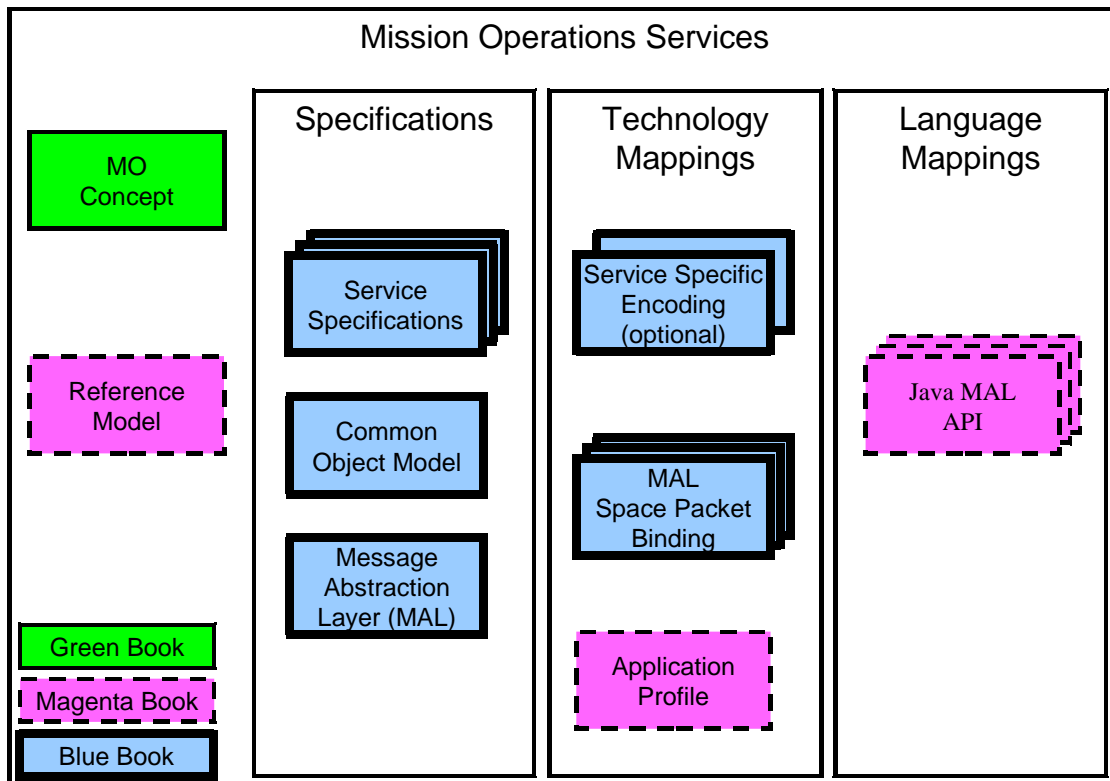 Mission Operations Services
MO
Concept
Reference
Model
Green Book
Magenta Book
Blue Book
Specifications
Service
Specifications
Common
Object Model
Message
Abstraction
Layer (MAL)
Technology
Mappings
Service Specific
Encoding
(optional)
MAL
Space Packet
Binding
Application
Profile
Language
Mappings
Java MAL
API